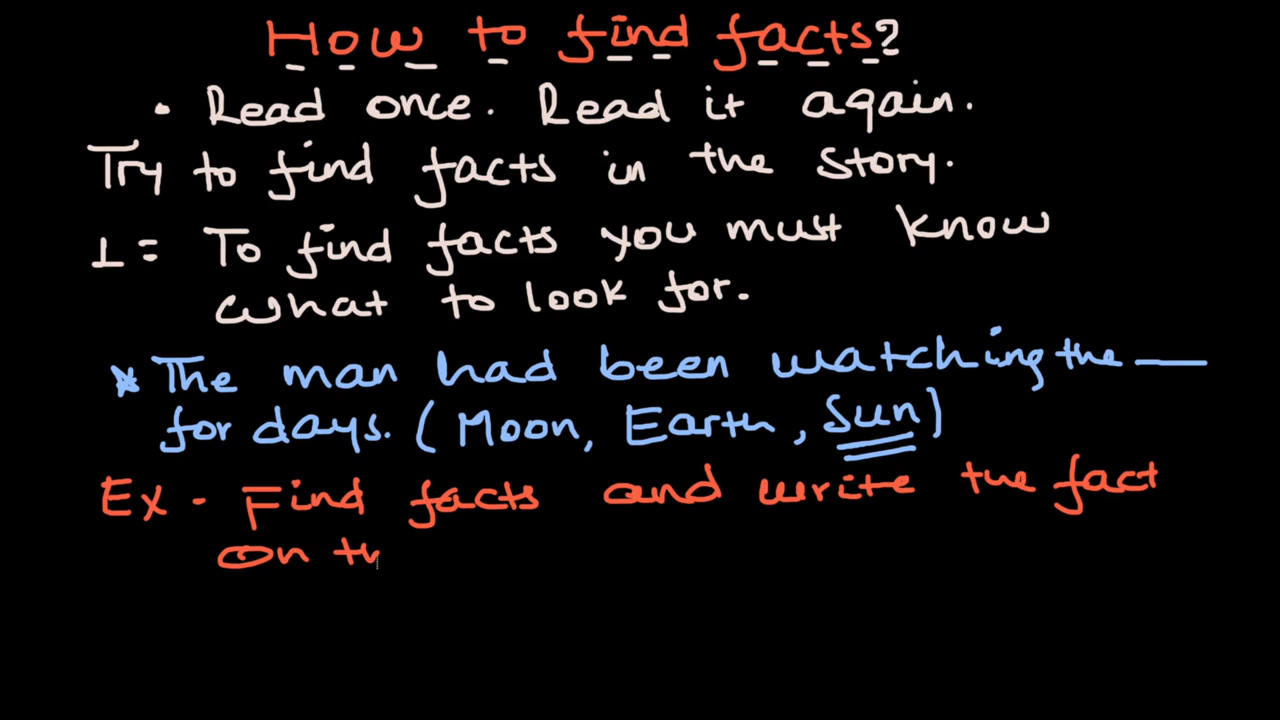 How to find facts?
• Read once. Read it again.
Try to find facts in the story.
1= To find facts you must know
what to look for.
* The man had been watching the ___
for days. (Moon, Earth, Sun)
Ex - Find facts and write the fact
on th